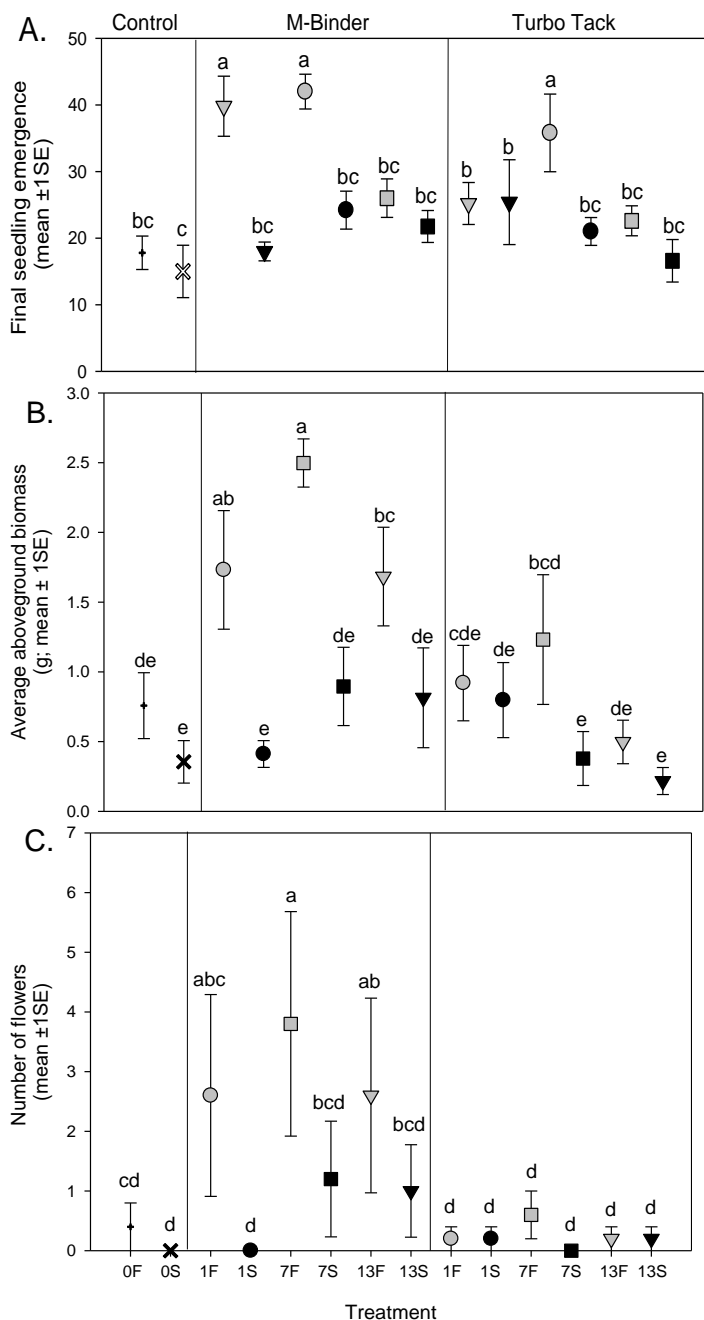 A.
Control M-Binder Turbo Tack
Final seedling emergence
(mean ±1SE)
50
40
30
20
10
0
bc c a bc a bc bc bc b b a bc bc bc
B.
Average aboveground biomass
(g; mean ± 1SE)
3.0
2.5
2.0
1.5
1.0
0.5
0.0
de e ab e a de bc de cde de bcd e de e
C.
Number of flowers
(mean ±1SE)
7
6
5
4
3
2
1
0
cd d abc d a bcd ab bcd d d d d d d
0F 0S 1F 1S 7F 7S 13F 13S 1F 1S 7F 7S 13F 13S
Treatment